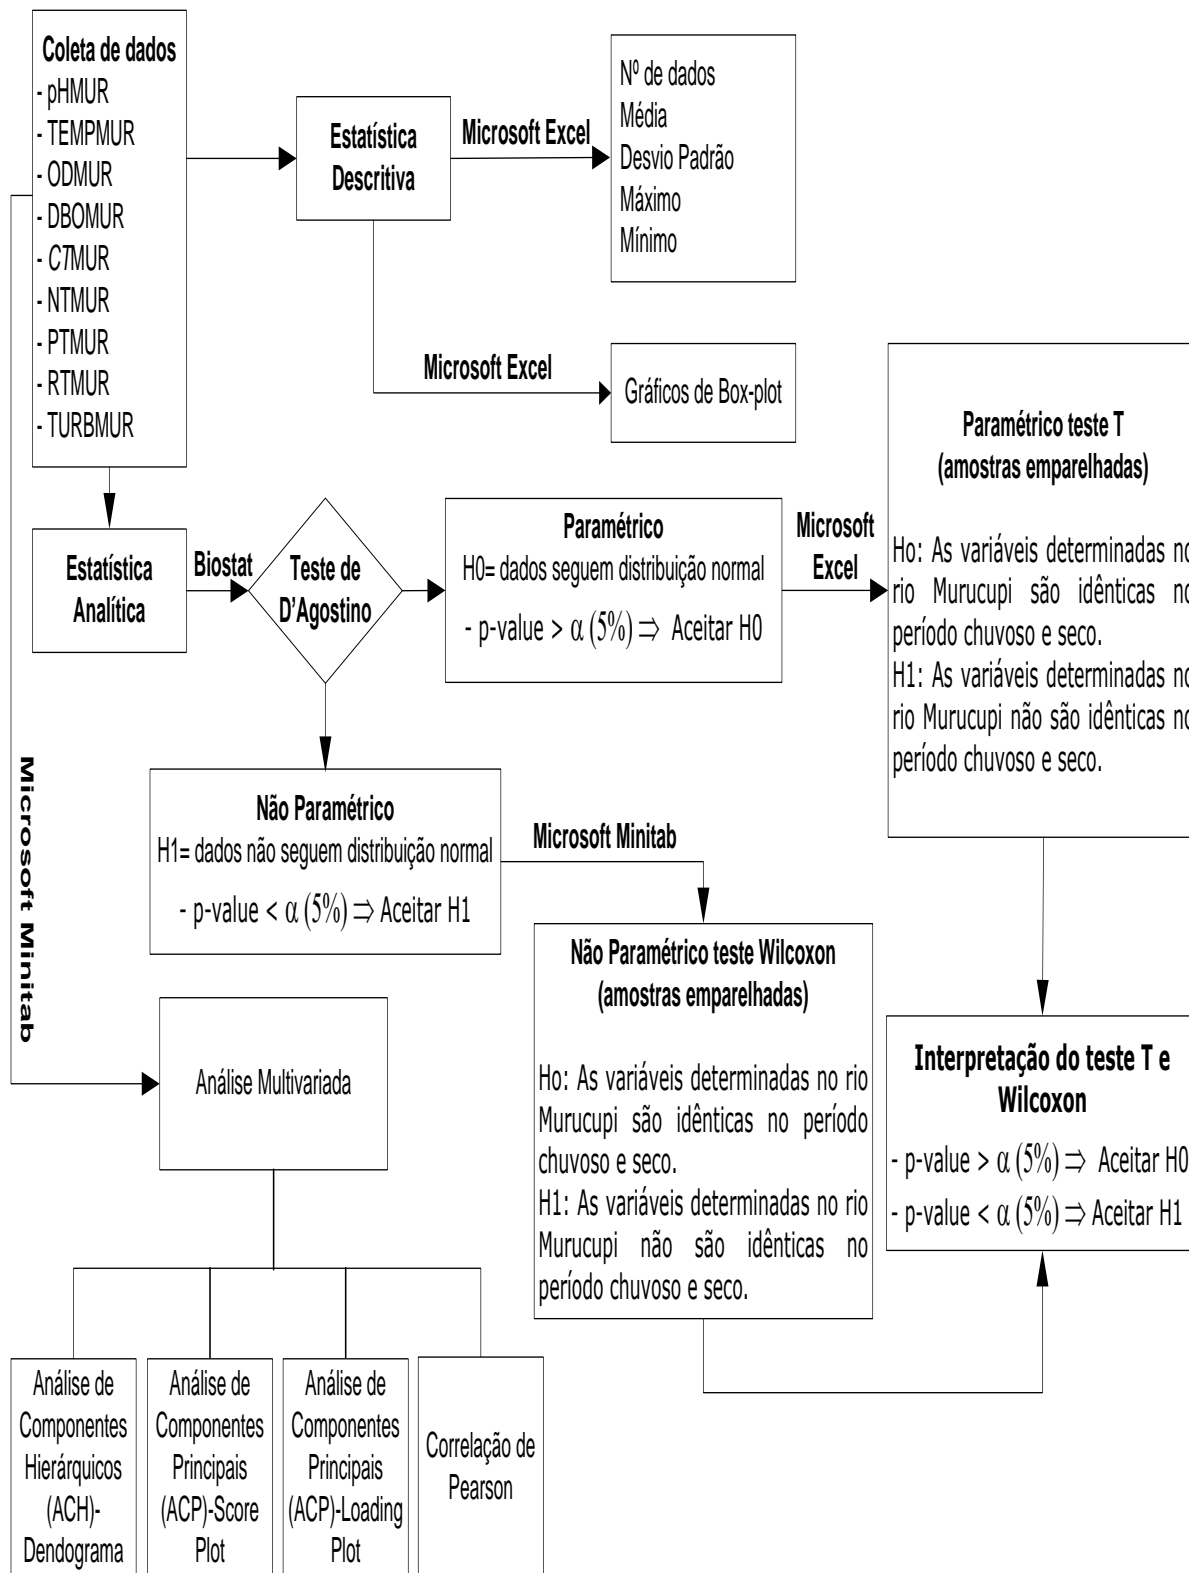 Coleta de dados
- pHMUR
- TEMPMUR
- ODMUR
- DBOMUR
- CTMUR
- NTMUR
- PTMUR
- RTMUR
- TURBMUR
Estatística
Descritiva
Microsoft Excel
Nº de dados
Média
Desvio Padrão
Máximo
Mínimo
Microsoft Excel
Gráficos de Box-plot
Estatística
Analítica
Biostat
Teste de
D'Agostino
Paramétrico
H0= dados seguem distribuição normal
- p-value > α (5%) ⇒ Aceitar H0
Microsoft
Excel
Paramétrico teste T
(amostras emparelhadas)
Ho: As variáveis determinadas no
rio Murucupi são idênticas no
período chuvoso e seco.
H1: As variáveis determinadas no
rio Murucupi não são idênticas no
período chuvoso e seco.
Não Paramétrico
H1= dados não seguem distribuição normal
- p-value < α (5%) ⇒ Aceitar H1
Microsoft Minitab
Não Paramétrico teste Wilcoxon
(amostras emparelhadas)
Ho: As variáveis determinadas no rio
Murucupi são idênticas no período
chuvoso e seco.
H1: As variáveis determinadas no rio
Murucupi não são idênticas no
período chuvoso e seco.
Interpretação do teste T e
Wilcoxon
- p-value > α (5%) ⇒ Aceitar H0
- p-value < α (5%) ⇒ Aceitar H1
Microsoft Minitab
Análise Multivariada
Análise de
Componentes
Hierárquicos
(ACH)-
Dendograma
Análise de
Componentes
Principais
(ACP)-Score
Plot
Análise de
Componentes
Principais
(ACP)-Loading
Plot
Correlação de
Pearson